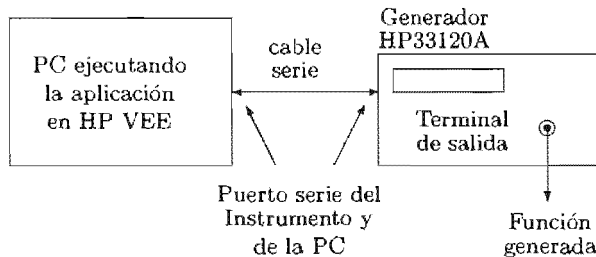 Generador
HP33120A
PC ejecutando
la aplicación
en HP VEE
cable
serie
Terminal
de salida
Puerto serie del
Instrumento y
de la PC
Función
generada